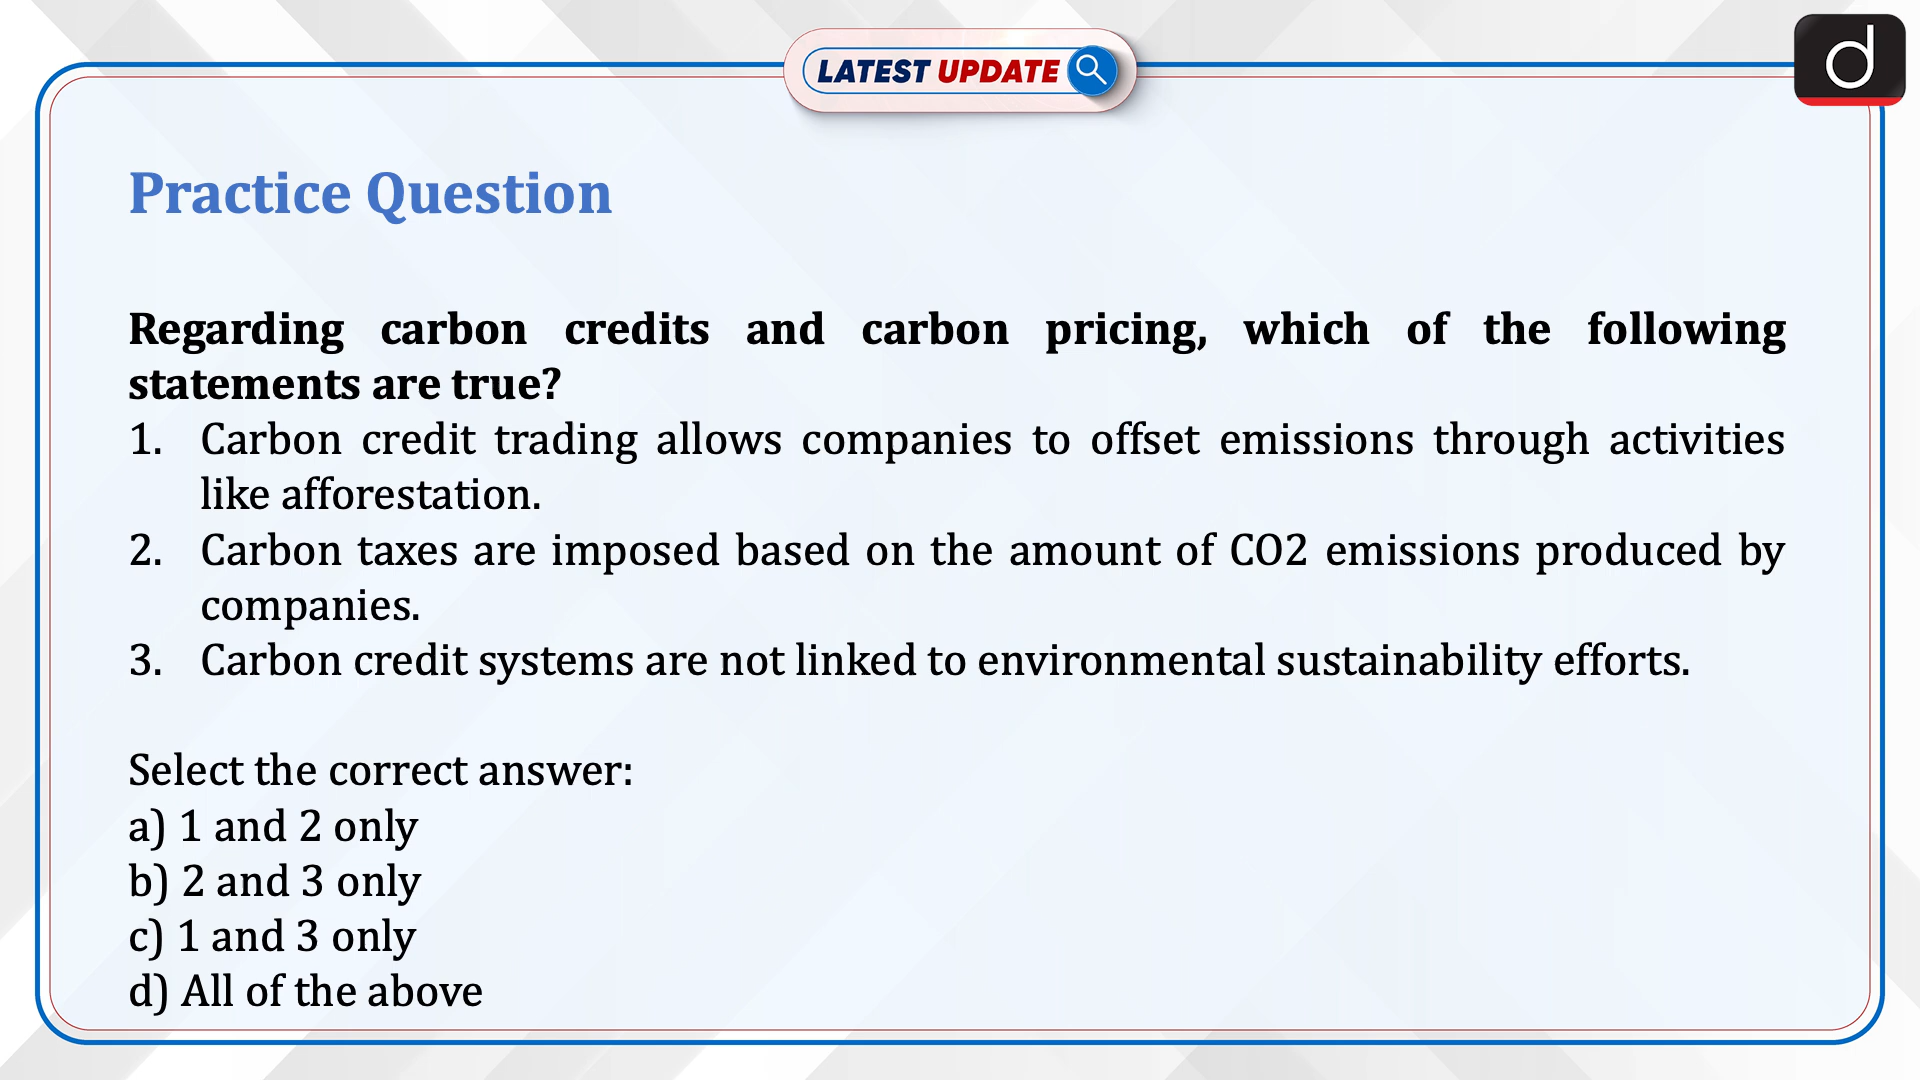 LATEST UPDATE
d
Practice Question
Regarding carbon credits and carbon pricing, which of the following
statements are true?
1. Carbon credit trading allows companies to offset emissions through activities
like afforestation.
2. Carbon taxes are imposed based on the amount of CO2 emissions produced by
companies.
3. Carbon credit systems are not linked to environmental sustainability efforts.
Select the correct answer:
a) 1 and 2 only
b) 2 and 3 only
c) 1 and 3 only
d) All of the above